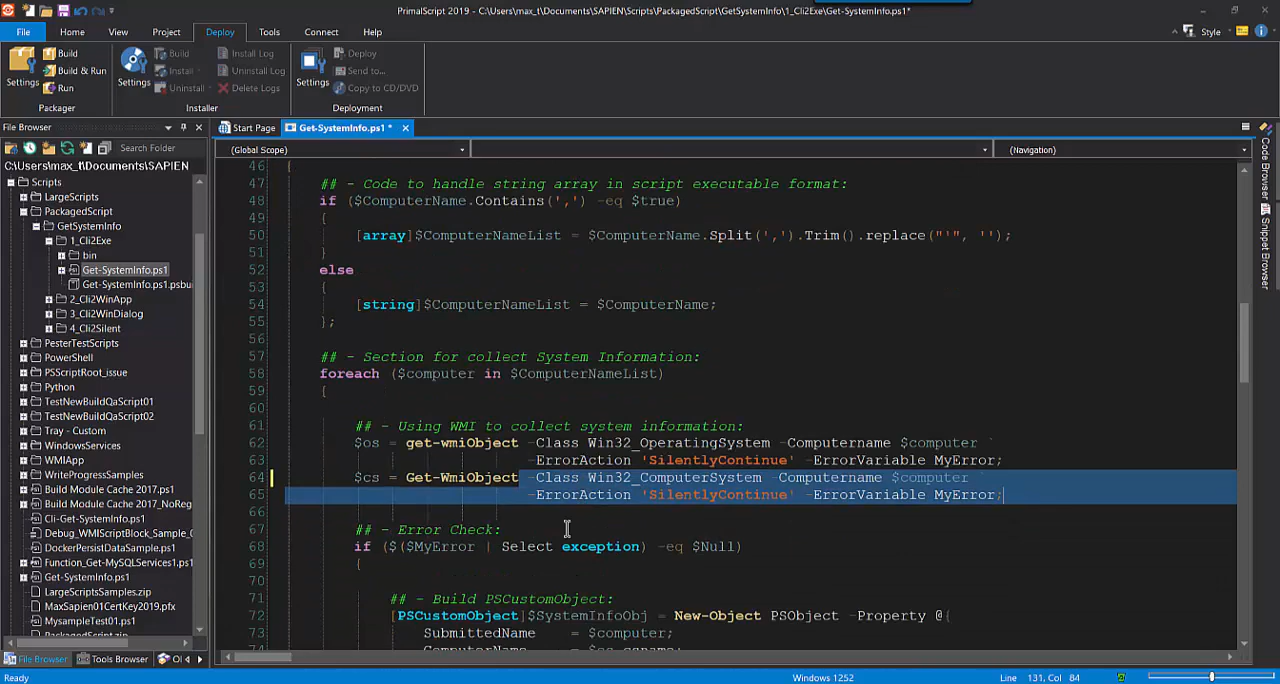 PrimalScript 2019 - C:\Users\max_t\Documents\SAPIEN\Scripts\PackagedScript\GetSystemInfo\1_Cli2Exe\Get-SystemInfo.ps1*
File Home View Project Deploy Tools Connect Help Style
Settings Build Build & Run Run
Settings Build Install Uninstall Install Log Uninstall Log Delete Logs
Settings Deploy Send to... Copy to CD/DVD
Packager Installer Deployment
File Browser
Start Page Get-SystemInfo.ps1 *
Search Folder
(Global Scope) (Navigation)
C:\Users\max_t\Documents\SAPIEN
Scripts
LargeScripts
PackagedScript
GetSystemInfo
1_Cli2Exe
bin
Get-SystemInfo.ps1
Get-SystemInfo.ps1.psbu
2_Cli2WinApp
3_Cli2WinDialog
4_Cli2Silent
PesterTestScripts
PowerShell
PSScriptRoot_issue
Python
TestNewBuildQaScript01
TestNewBuildQaScript02
Tray - Custom
WindowsServices
WMIApp
WriteProgressSamples
Build Module Cache 2017.ps1
Build Module Cache 2017_NoReg
Cli-Get-SystemInfo.ps1
Debug_WMIScriptBlock_Sample_0
DockerPersistDataSample.ps1
Function_Get-MySQLServices1.ps1
Get-SystemInfo.ps1
LargeScriptsSamples.zip
MaxSapien01CertKey2019.pfx
MysampleTest01.ps1
PackagedScript.zip
46 {
47 ## - Code to handle string array in script executable format:
48 if ($ComputerName.Contains(',') -eq $true)
49 {
50 [array]$ComputerNameList = $ComputerName.Split(',').Trim().replace("'", '');
51 }
52 else
53 {
54 [string]$ComputerNameList = $ComputerName;
55 };
56
57 ## - Section for collect System Information:
58 foreach ($computer in $ComputerNameList)
59 {
60
61 ## - Using WMI to collect system information:
62 $os = get-wmiObject -Class Win32_OperatingSystem -Computername $computer `
63 -ErrorAction 'SilentlyContinue' -ErrorVariable MyError;
64 $cs = Get-WmiObject -Class Win32_ComputerSystem -Computername $computer
65 -ErrorAction 'SilentlyContinue' -ErrorVariable MyError;
66
67 ## - Error Check:
68 if ($($MyError | Select exception) -eq $Null)
69 {
70
71 ## - Build PSCustomObject:
72 [PSCustomObject]$SystemInfoObj = New-Object PSObject -Property @{
73 SubmittedName = $computer;
Code Browser
Snippet Browser
File Browser Tools Browser
Ready Windows 1252 Line 131, Col 84